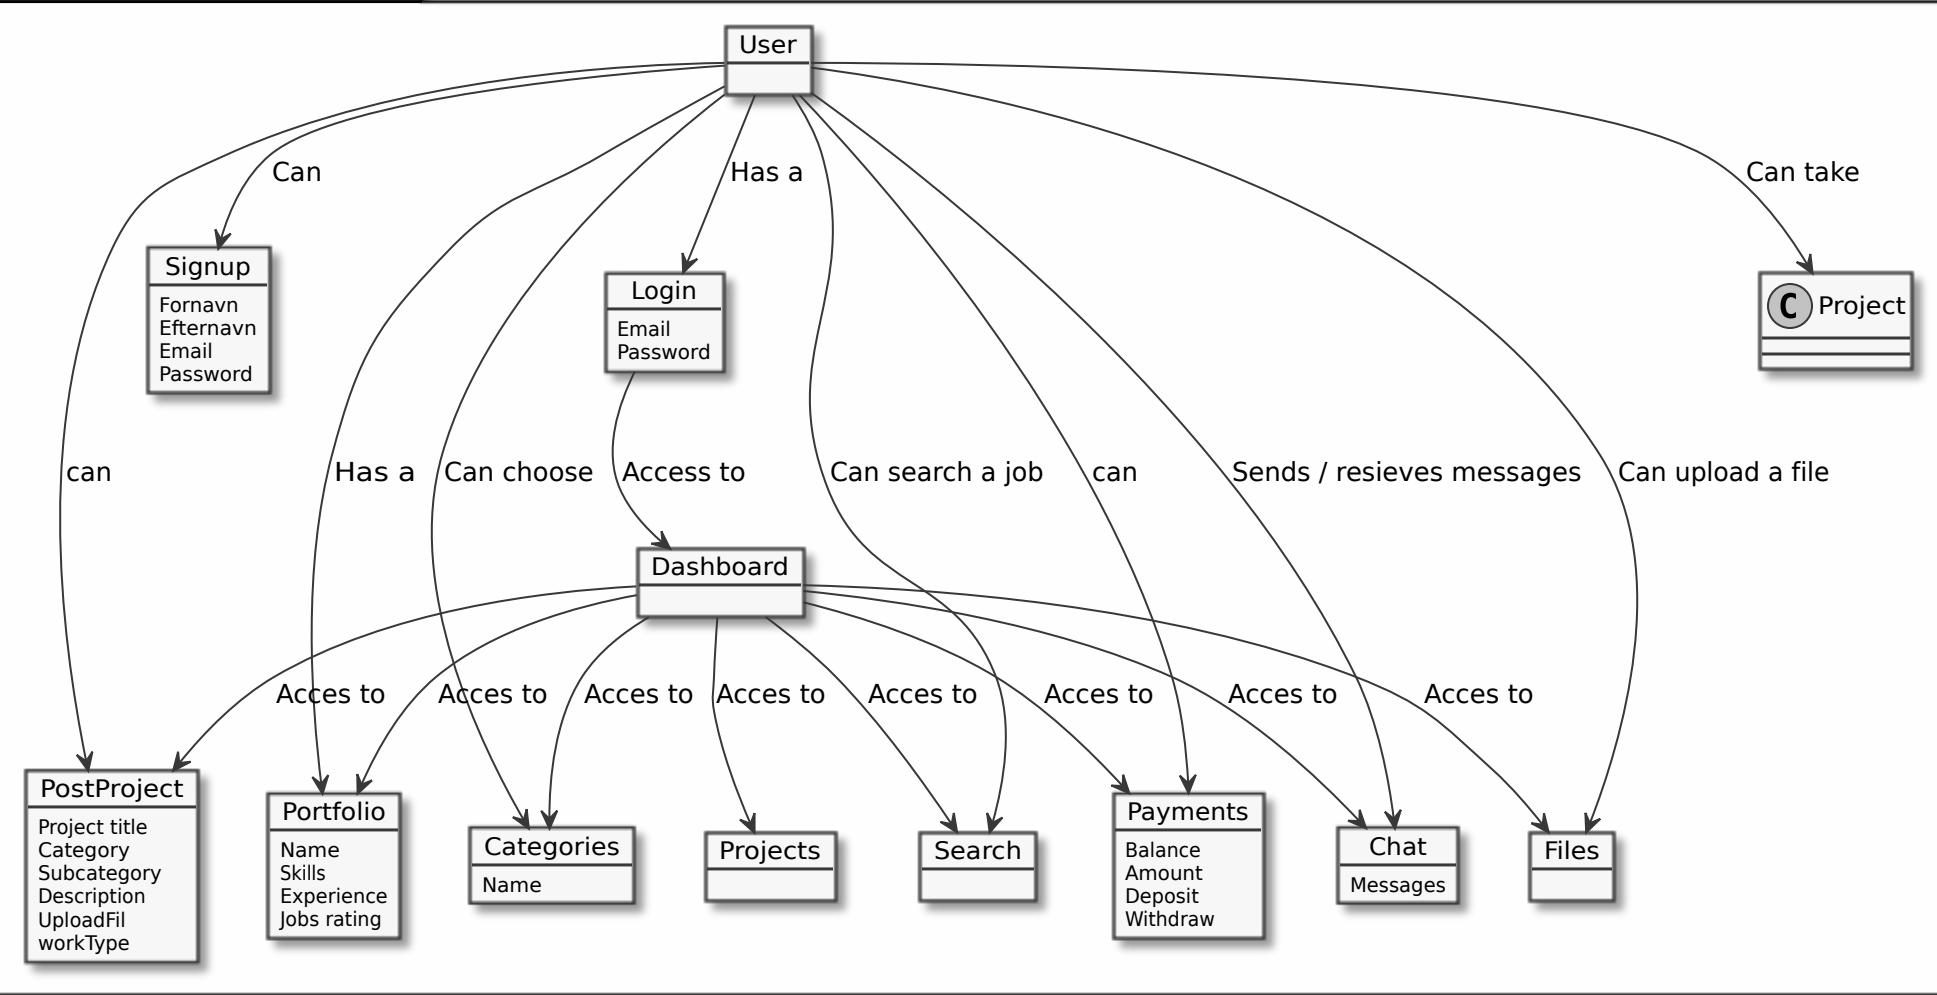 User
Can
Has a
Can take
Signup
Fornavn
Efternavn
Email
Password
Login
Email
Password
C Project
can
Has a
Can choose
Access to
Can search a job
can
Sends / resieves messages
Can upload a file
Dashboard
Acces to
Acces to
Acces to
Acces to
Acces to
Acces to
Acces to
Acces to
PostProject
Project title
Category
Subcategory
Description
UploadFil
workType
Portfolio
Name
Skills
Experience
Jobs rating
Categories
Name
Projects
Search
Payments
Balance
Amount
Deposit
Withdraw
Chat
Messages
Files